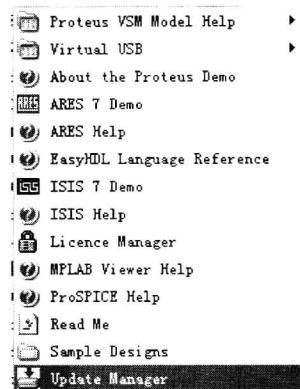 Proteus VSM Model Help
Virtual USB
About the Proteus Demo
ARES 7 Demo
ARES Help
EasyHDL Language Reference
ISIS 7 Demo
ISIS Help
Licence Manager
MPLAB Viewer Help
ProSPICE Help
Read Me
Sample Designs
Update Manager